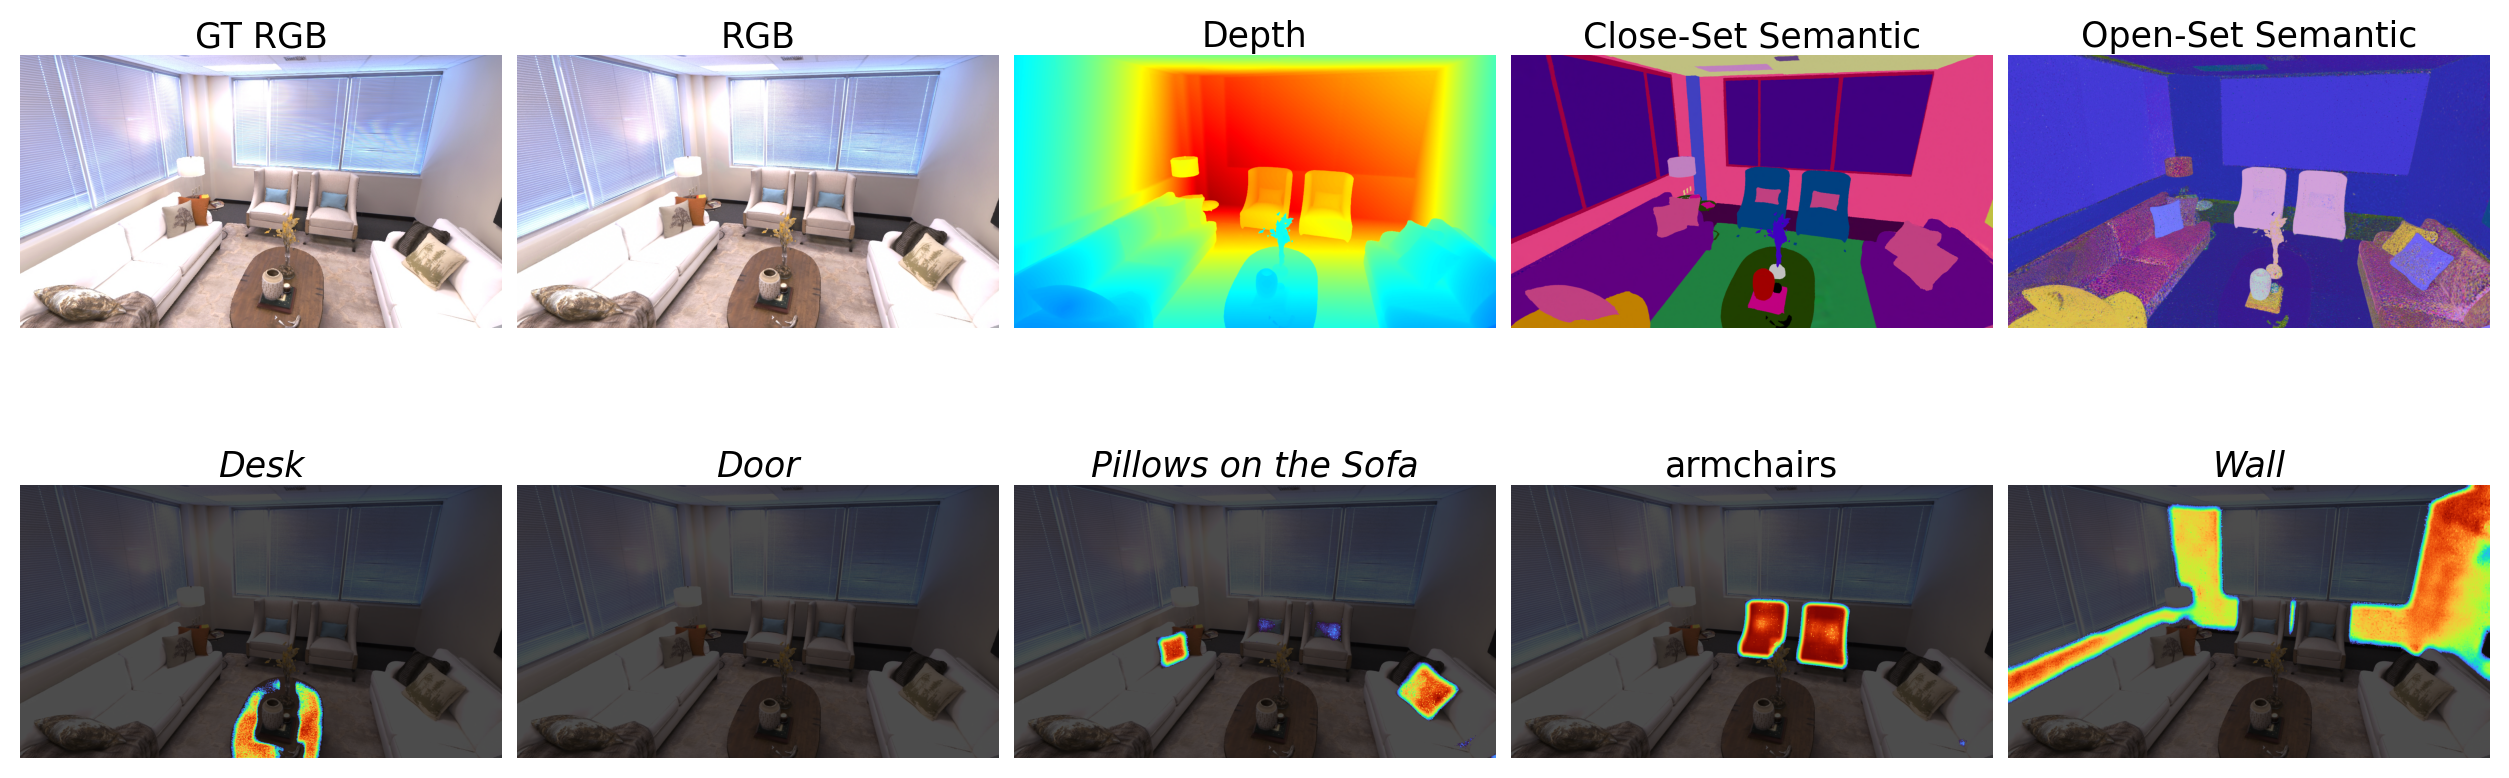 GT RGB
RGB
Depth
Close-Set Semantic
Open-Set Semantic
Desk
Door
Pillows on the Sofa
armchairs
Wall